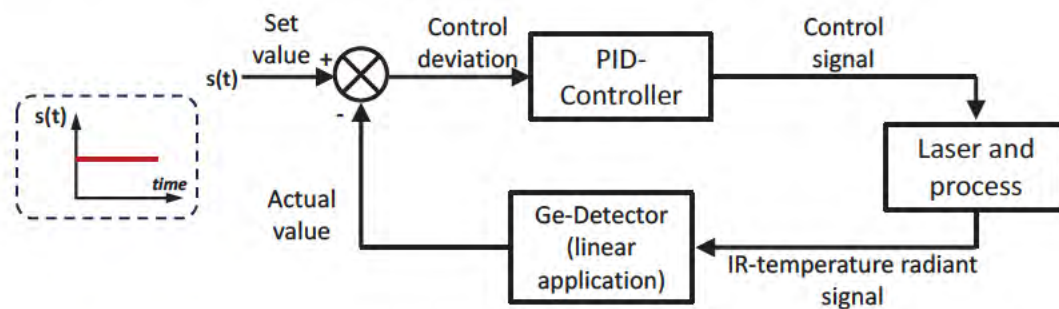 Set
value
s(t)
+
-
Control
deviation
PID-
Controller
Control
signal
Laser and
process
IR-temperature radiant
signal
Ge-Detector
(linear
application)
Actual
value
s(t)
time